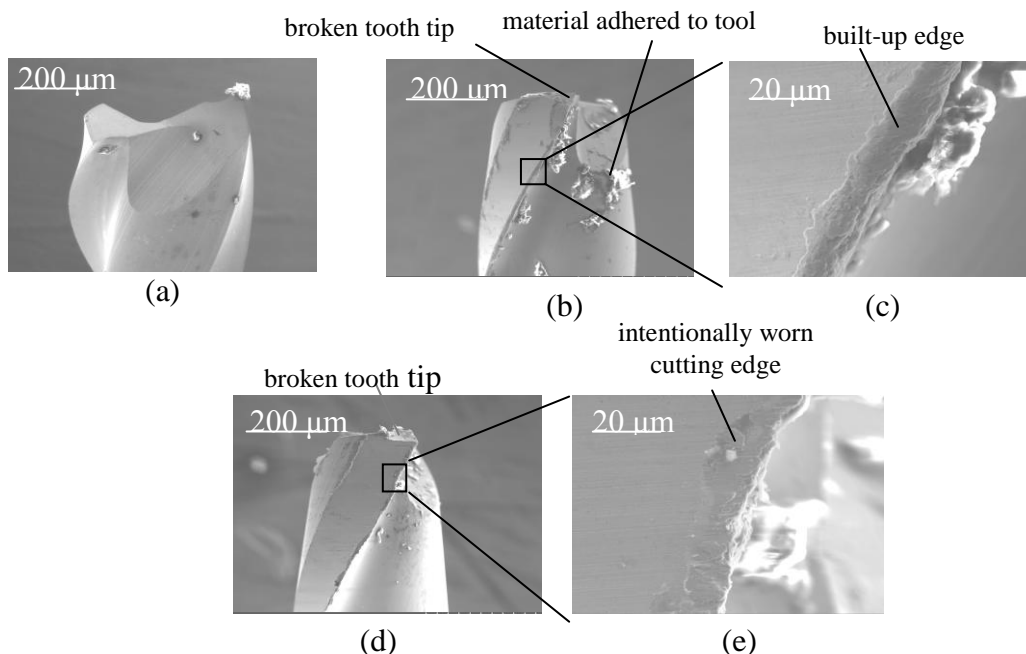 broken tooth tip
material adhered to tool
built-up edge
200 µm
200 µm
20 µm
(a)
(b)
(c)
intentionally worn
cutting edge
broken tooth tip
200 µm
20 µm
(d)
(e)